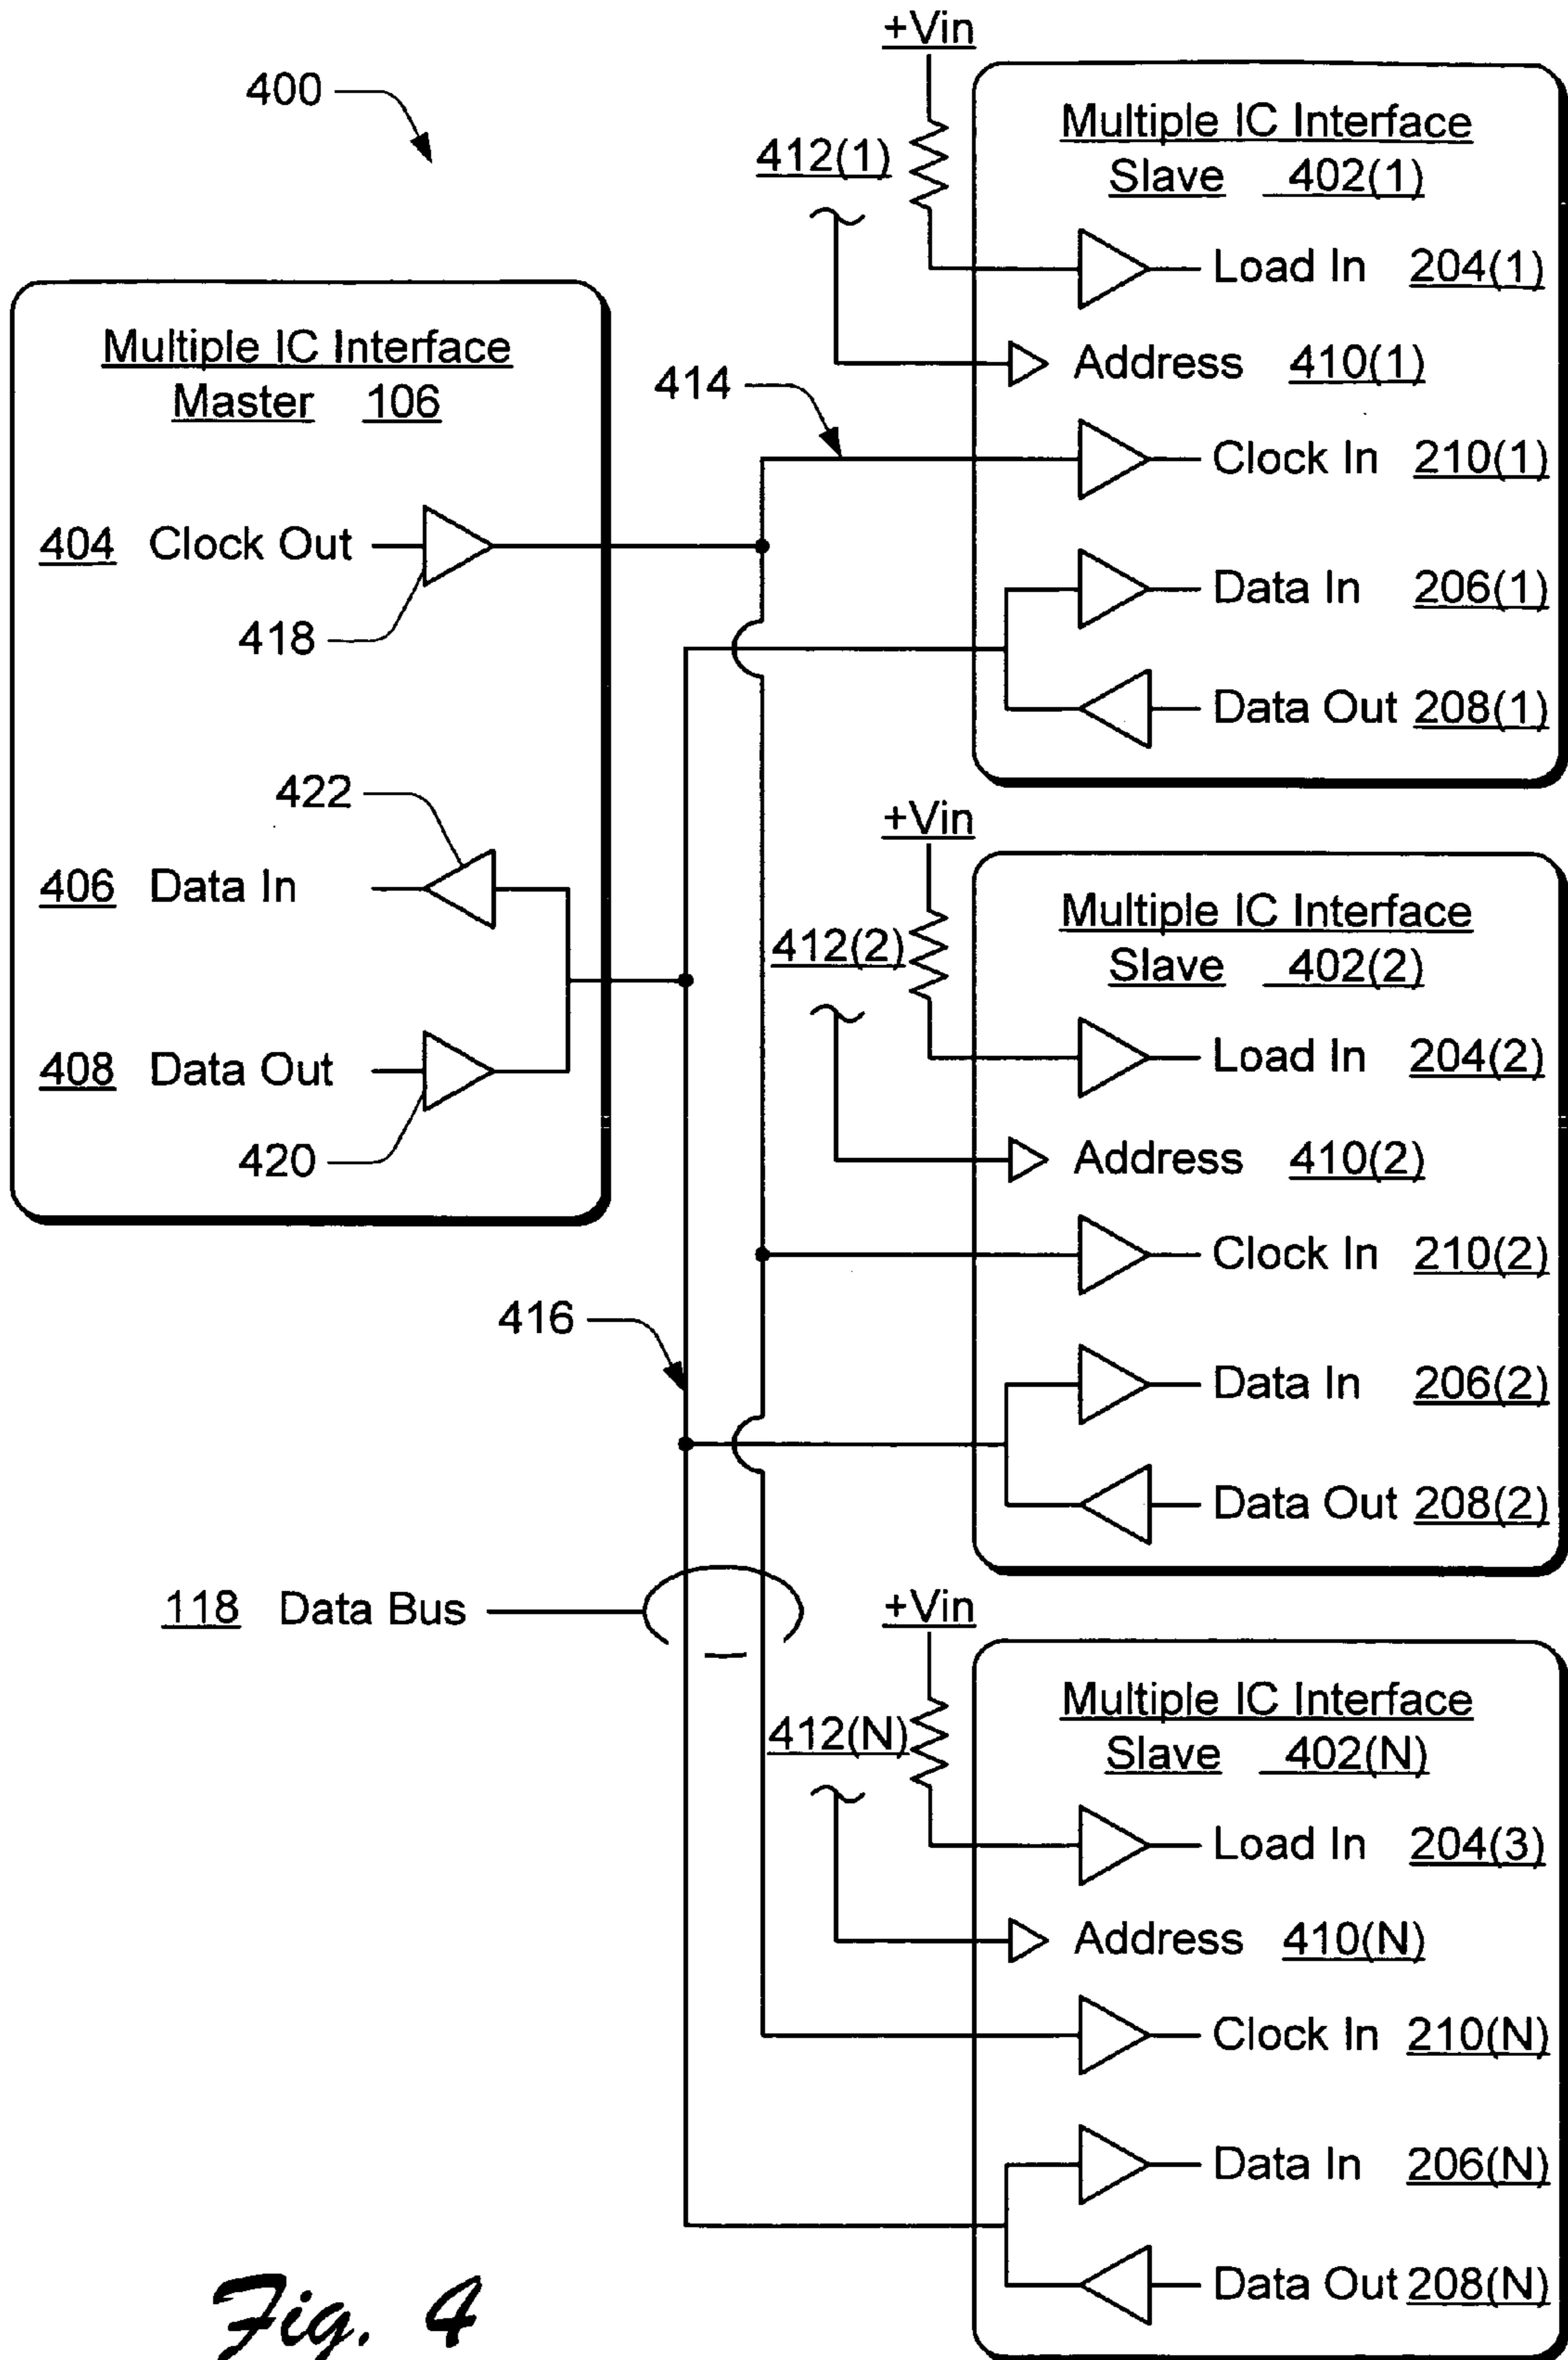 400
Multiple IC Interface
Master 106
404 Clock Out
418
422
406 Data In
408 Data Out
420
414
416
118 Data Bus
+Vin
412(1)
Multiple IC Interface
Slave 402(1)
Load In 204(1)
Address 410(1)
Clock In 210(1)
Data In 206(1)
Data Out 208(1)
+Vin
412(2)
Multiple IC Interface
Slave 402(2)
Load In 204(2)
Address 410(2)
Clock In 210(2)
Data In 206(2)
Data Out 208(2)
+Vin
412(N)
Multiple IC Interface
Slave 402(N)
Load In 204(3)
Address 410(N)
Clock In 210(N)
Data In 206(N)
Data Out 208(N)
Fig. 4